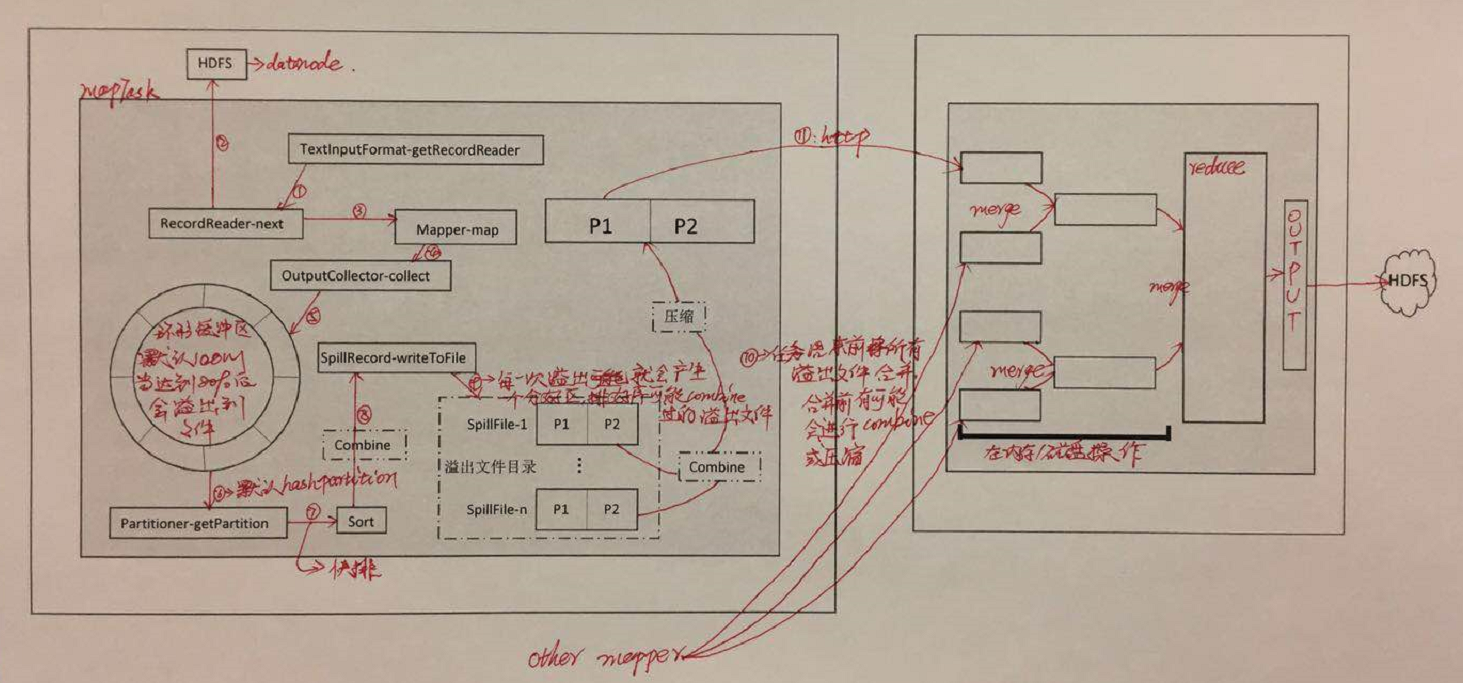 HDFS
→datanode.
mapTask
②
TextInputFormat-getRecordReader
①
RecordReader-next
③
Mapper-map
④
OutputCollector-collect
⑤
环形缓冲区
默认100M
当达到80%后
会溢出到
文件
SpillRecord-writeToFile
⑧
Combine
⑥→默认hashpartition
Partitioner-getPartition
⑦
Sort
→快排
⑨→每一次溢出就会产生
一个分好区,排好序可能combine
过的溢出文件
SpillFile-1
P1
P2
溢出文件目录
⋮
SpillFile-n
P1
P2
Combine
压缩
P1
P2
⑪:http
⑩→任务结束前将所有
溢出文件合并
合并前有可能
会进行combine
或压缩
other mapper
merge
merge
merge
在内存/磁盘操作
reduce
OUTPUT
HDFS